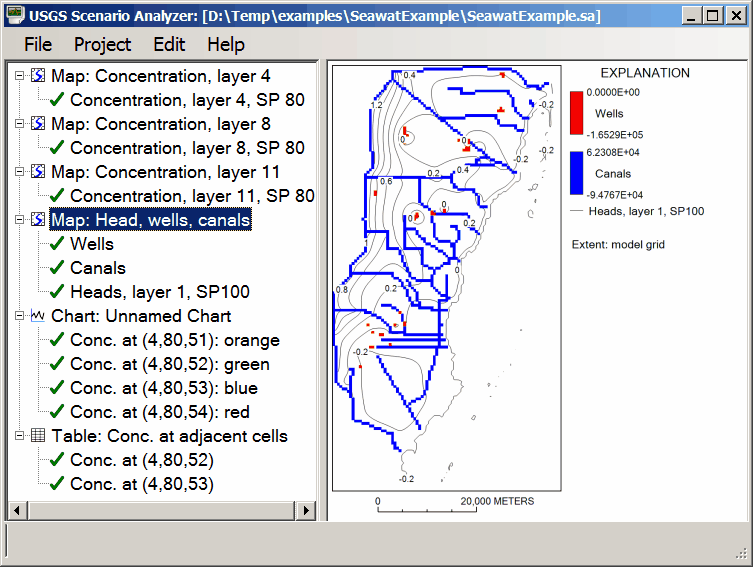 USGS Scenario Analyzer: [D:\Temp\examples\SeawatExample\SeawatExample.sa]
File Project Edit Help
Map: Concentration, layer 4
Concentration, layer 4, SP 80
Map: Concentration, layer 8
Concentration, layer 8, SP 80
Map: Concentration, layer 11
Concentration, layer 11, SP 80
Map: Head, wells, canals
Wells
Canals
Heads, layer 1, SP100
Chart: Unnamed Chart
Conc. at (4,80,51): orange
Conc. at (4,80,52): green
Conc. at (4,80,53): blue
Conc. at (4,80,54): red
Table: Conc. at adjacent cells
Conc. at (4,80,52)
Conc. at (4,80,53)
0.4
1.2
-0.2
0
-0.2
0.2
0.4
-0.2
0.2
0.6
0.4
0
0
0.2
0.2
0
0.8
0.2
-0.2
-0.2
0 20,000 METERS
EXPLANATION
0.0000E+00
Wells
-1.6529E+05
6.2308E+04
Canals
-9.4767E+04
Heads, layer 1, SP100
Extent: model grid